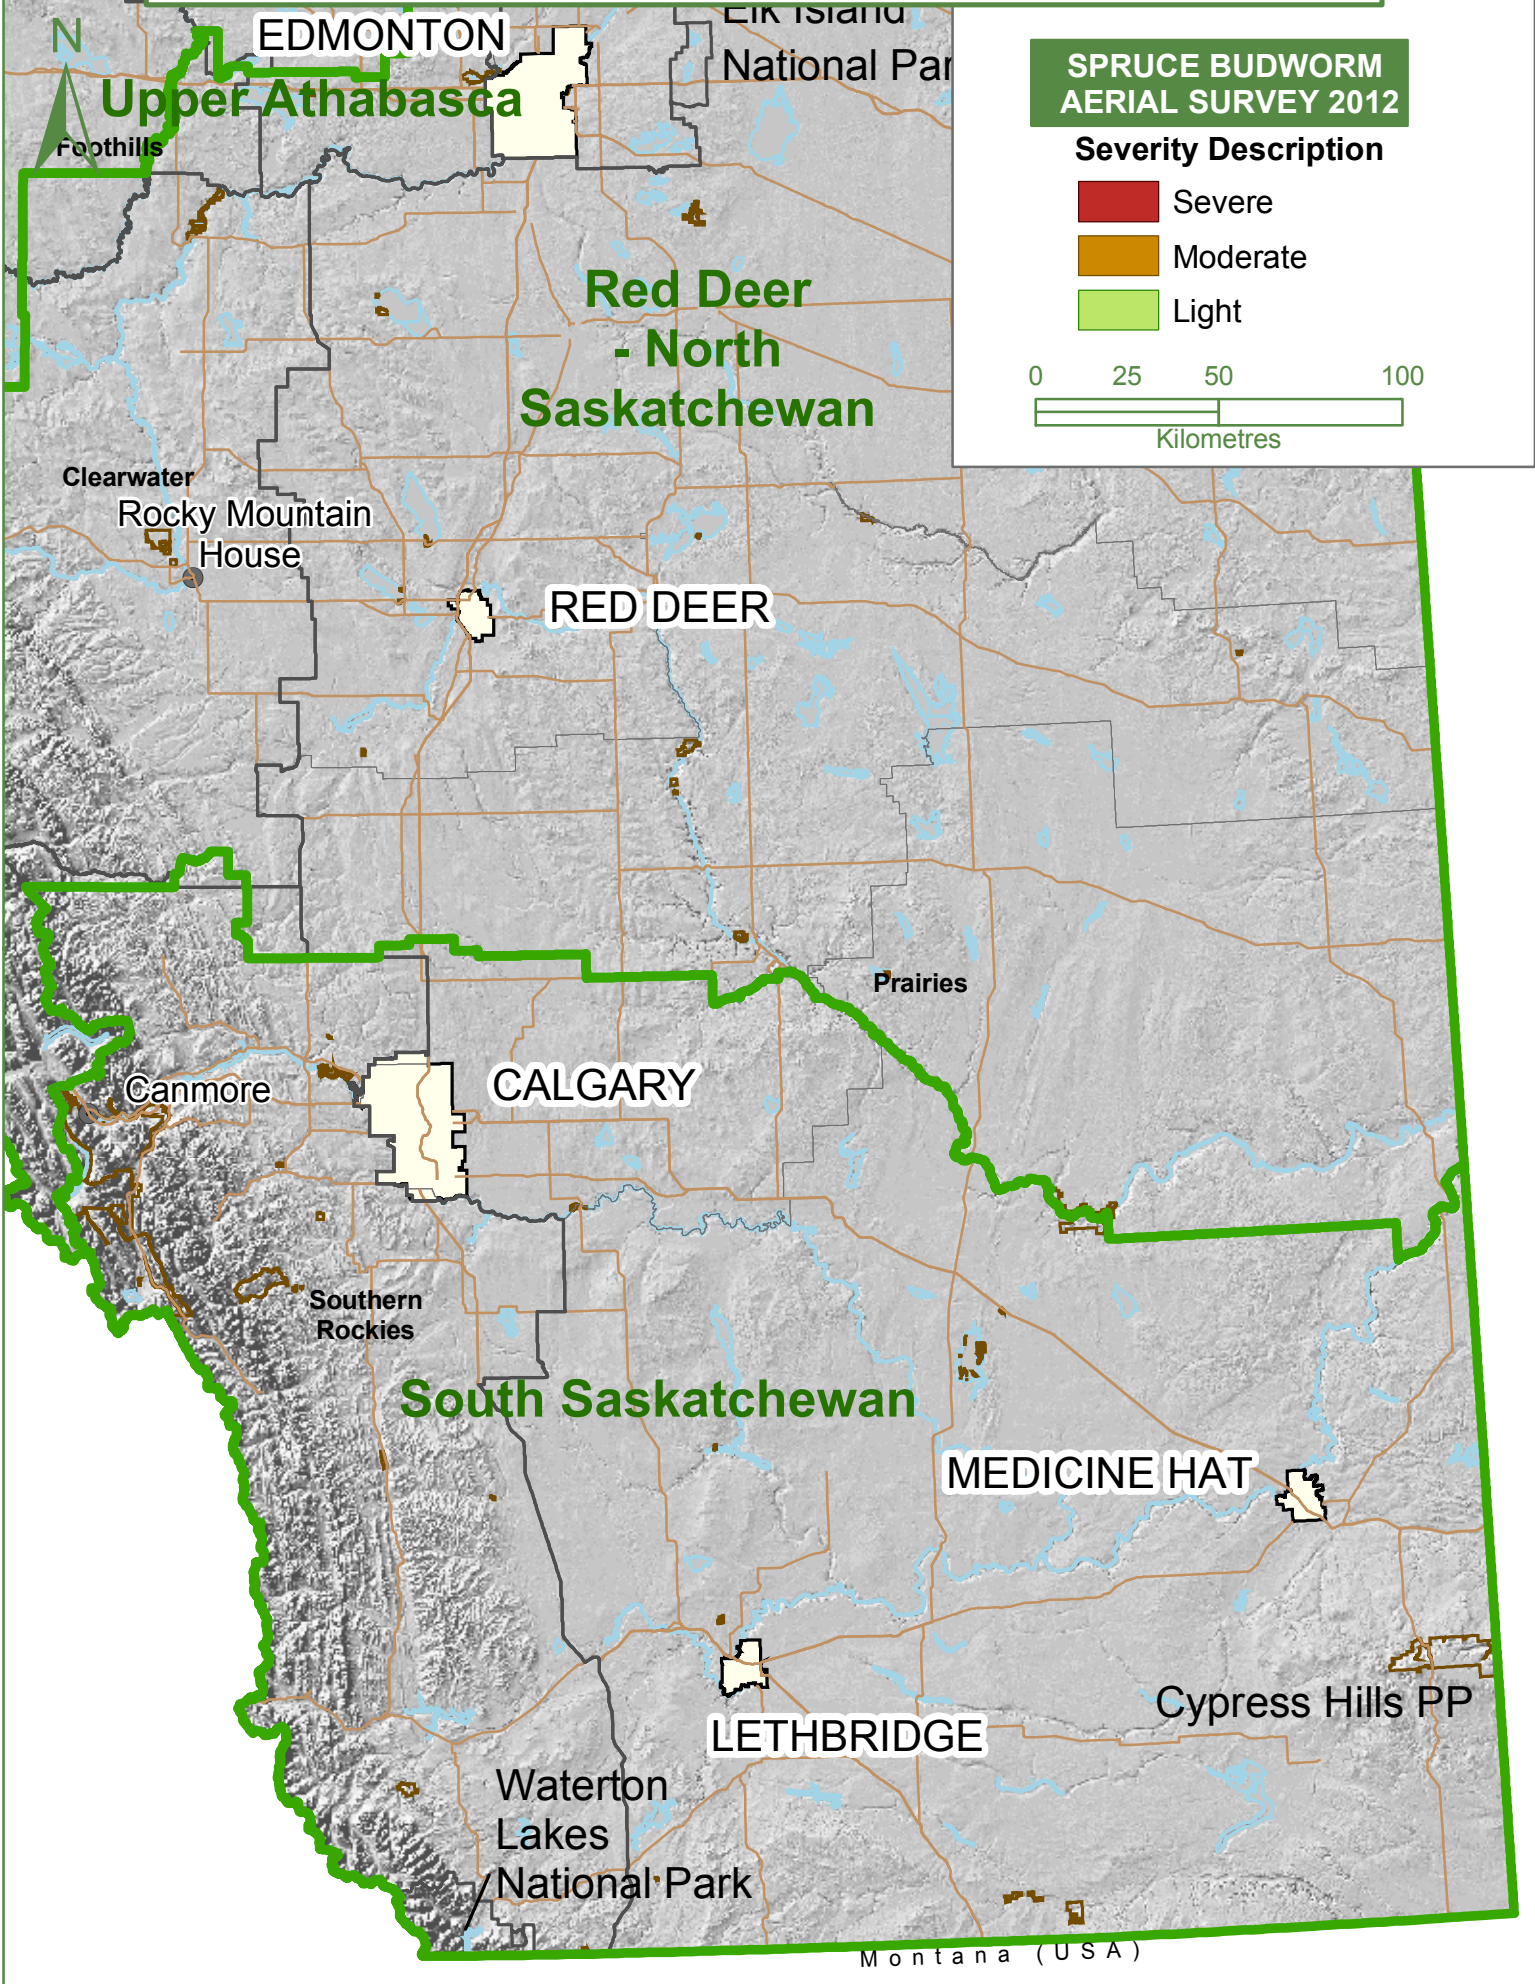 N
EDMONTON
Elk Island
National Par
Upper Athabasca
Foothills
SPRUCE BUDWORM
AERIAL SURVEY 2012
Severity Description
Severe
Moderate
Light
0 25 50 100
Kilometres
Red Deer
- North
Saskatchewan
Clearwater
Rocky Mountain
House
RED DEER
Prairies
CALGARY
Canmore
Southern
Rockies
South Saskatchewan
MEDICINE HAT
Cypress Hills PP
LETHBRIDGE
Waterton
Lakes
National Park
Montana (USA)